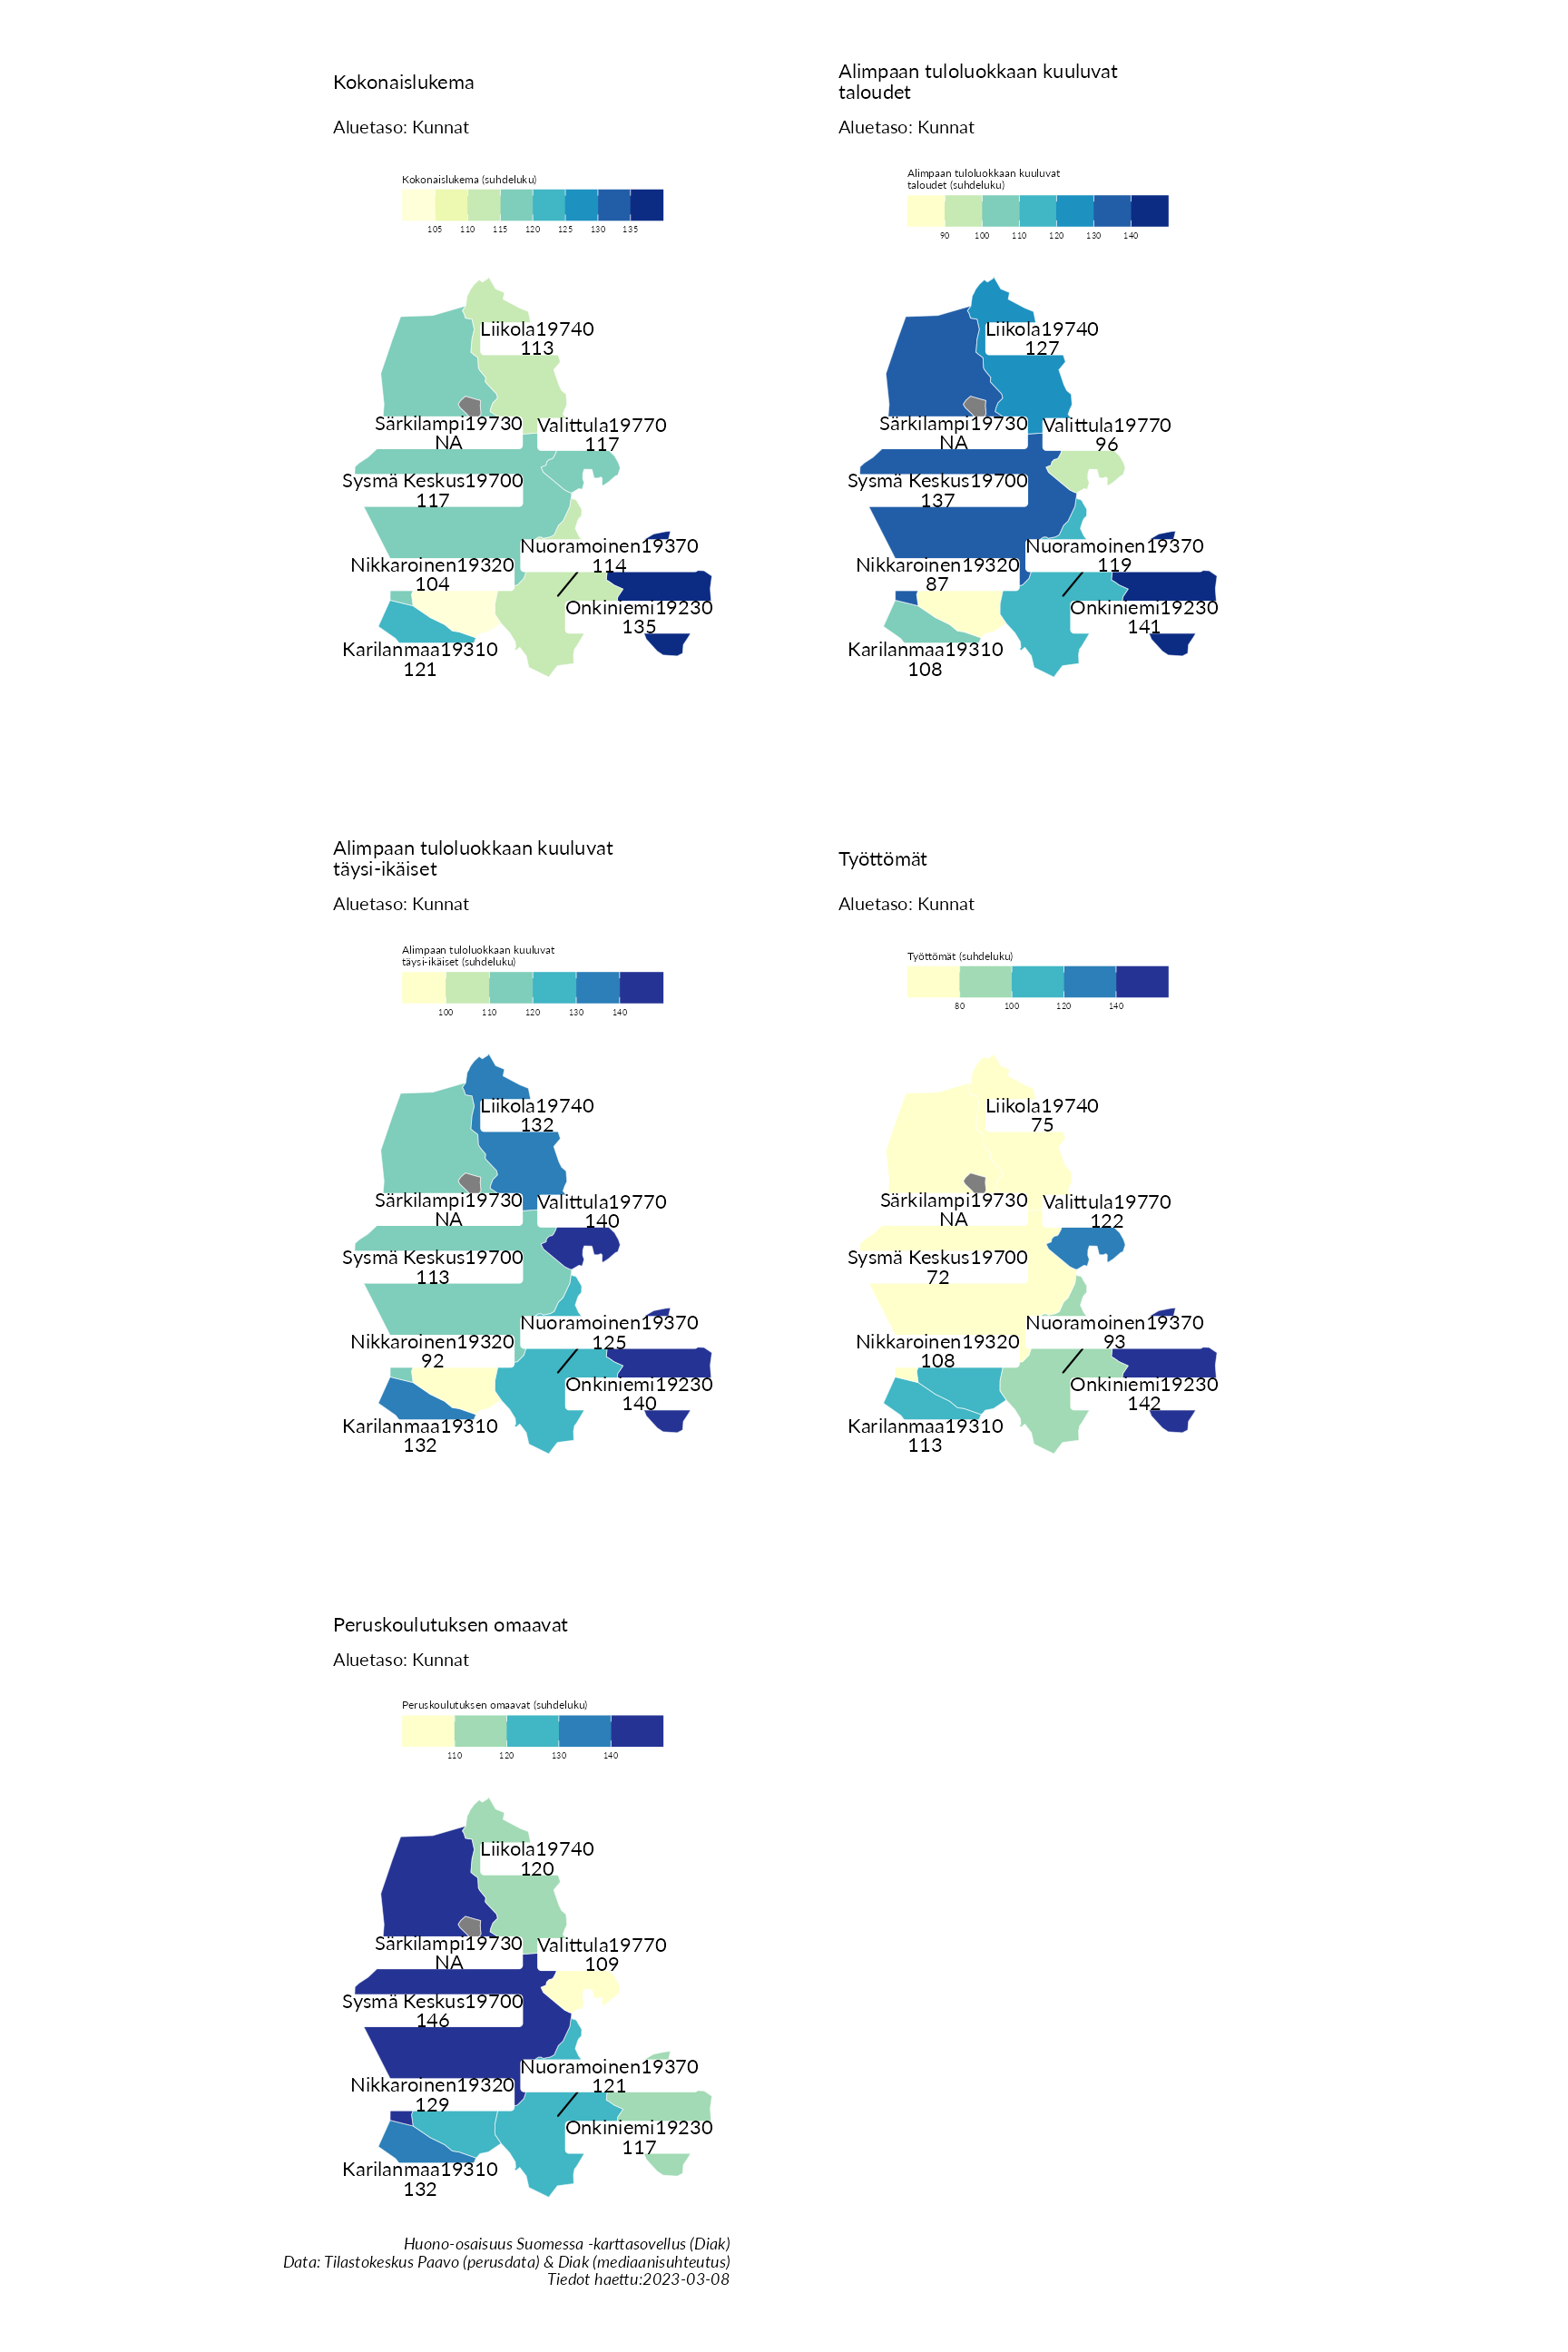 Kokonaislukema
Aluetaso: Kunnat
Kokonaislukema (suhdeluku)
105 110 115 120 125 130 135
Liikola19740
113
Särkilampi19730
NA
Valittula19770
117
Sysmä Keskus19700
117
Nuoramoinen19370
114
Nikkaroinen19320
104
Onkiniemi19230
135
Karilanmaa19310
121
Alimpaan tuloluokkaan kuuluvat
taloudet
Aluetaso: Kunnat
Alimpaan tuloluokkaan kuuluvat
taloudet (suhdeluku)
90 100 110 120 130 140
Liikola19740
127
Särkilampi19730
NA
Valittula19770
96
Sysmä Keskus19700
137
Nuoramoinen19370
119
Nikkaroinen19320
87
Onkiniemi19230
141
Karilanmaa19310
108
Alimpaan tuloluokkaan kuuluvat
täysi-ikäiset
Aluetaso: Kunnat
Alimpaan tuloluokkaan kuuluvat
täysi-ikäiset (suhdeluku)
100 110 120 130 140
Liikola19740
132
Särkilampi19730
NA
Valittula19770
140
Sysmä Keskus19700
113
Nuoramoinen19370
125
Nikkaroinen19320
92
Onkiniemi19230
140
Karilanmaa19310
132
Työttömät
Aluetaso: Kunnat
Työttömät (suhdeluku)
80 100 120 140
Liikola19740
75
Särkilampi19730
NA
Valittula19770
122
Sysmä Keskus19700
72
Nuoramoinen19370
93
Nikkaroinen19320
108
Onkiniemi19230
142
Karilanmaa19310
113
Peruskoulutuksen omaavat
Aluetaso: Kunnat
Peruskoulutuksen omaavat (suhdeluku)
110 120 130 140
Liikola19740
120
Särkilampi19730
NA
Valittula19770
109
Sysmä Keskus19700
146
Nuoramoinen19370
121
Nikkaroinen19320
129
Onkiniemi19230
117
Karilanmaa19310
132
Huono-osaisuus Suomessa -karttasovellus (Diak)
Data: Tilastokeskus Paavo (perusdata) & Diak (mediaanisuhteutus)
Tiedot haettu:2023-03-08